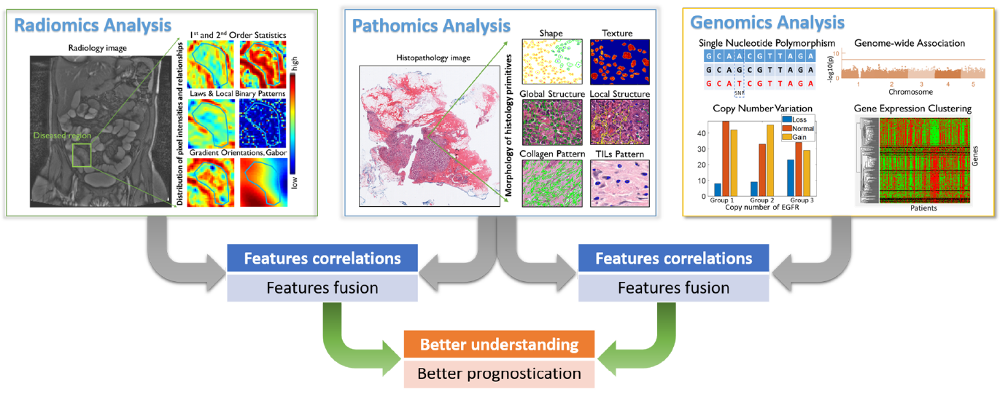 Radiomics Analysis
1st and 2nd Order Statistics
Radiology image
Diseased region
Distribution of pixel intensities and relationships
Laws & Local Binary Patterns
Gradient Orientations, Gabor
high
low
Pathomics Analysis
Histopathology image
Morphology of histology primitives
Shape
Texture
Global Structure
Local Structure
Collagen Pattern
TILs Pattern
Genomics Analysis
Single Nucleotide Polymorphism
G C A A C G T T A G A
G C A G C G T T A G A
G C A T C G T T A G A
SNP
Genome-wide Association
-log10(p)
10
5
0
1 2 3 4 5
Chromosome
Copy Number Variation
Loss
Normal
Gain
40
30
20
10
0
Group 1 Group 2 Group 3
Copy number of EGFR
Gene Expression Clustering
Genes
Patients
Features correlations
Features fusion
Features correlations
Features fusion
Better understanding
Better prognostication